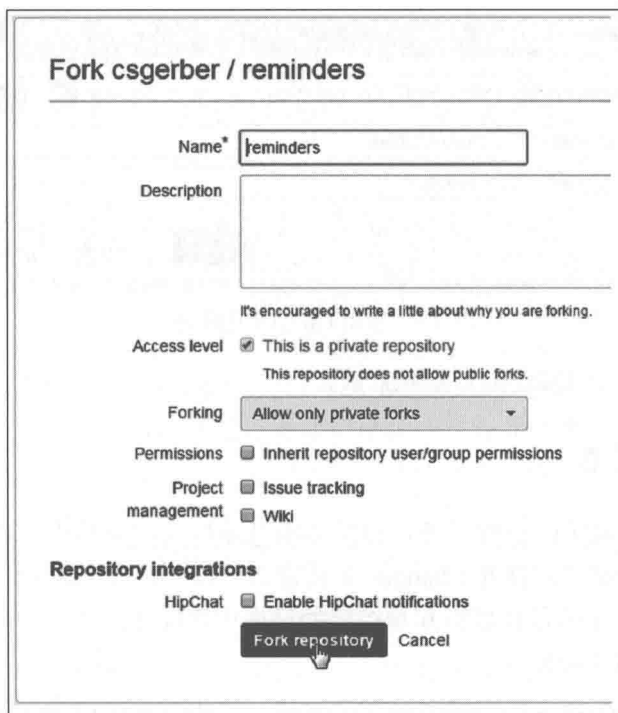 Fork csgerber / reminders
Name*
reminders
Description
It's encouraged to write a little about why you are forking.
Access level
This is a private repository
This repository does not allow public forks.
Forking
Allow only private forks
Permissions
Inherit repository user/group permissions
Project management
Issue tracking
Wiki
Repository integrations
HipChat
Enable HipChat notifications
Fork repository
Cancel